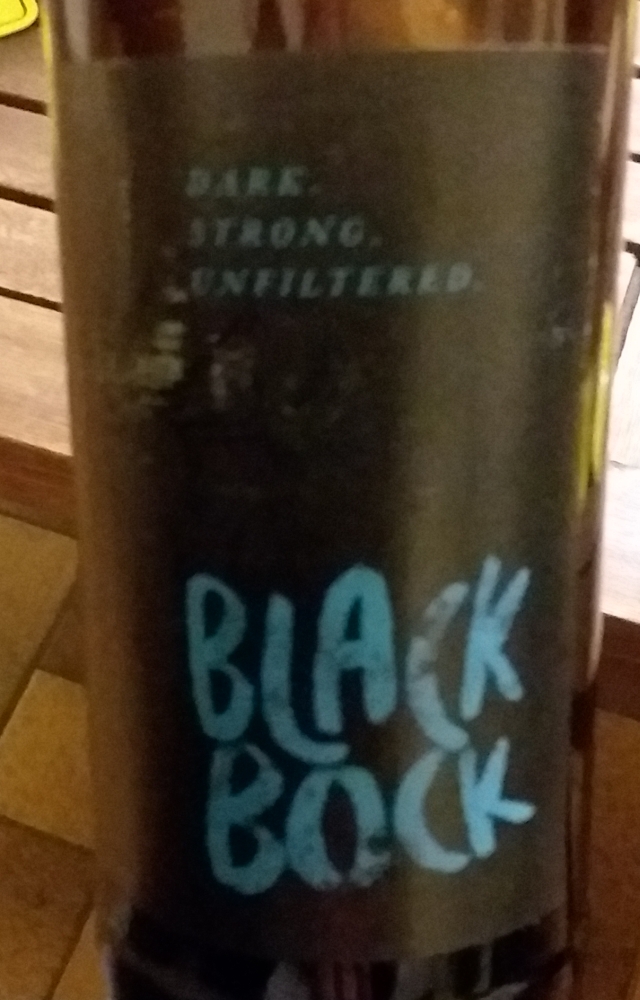 DARK.
STRONG.
UNFILTERED.
BLACK
BOCK